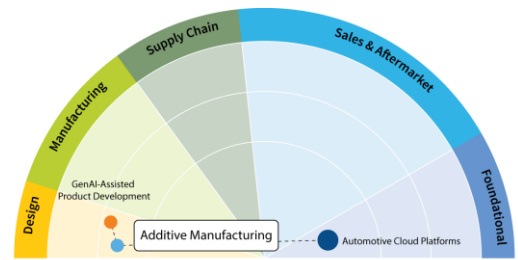 Supply Chain
Sales & Aftermarket
Manufacturing
GenAI-Assisted
Product Development
Design
Additive Manufacturing
Automotive Cloud Platforms
Foundational